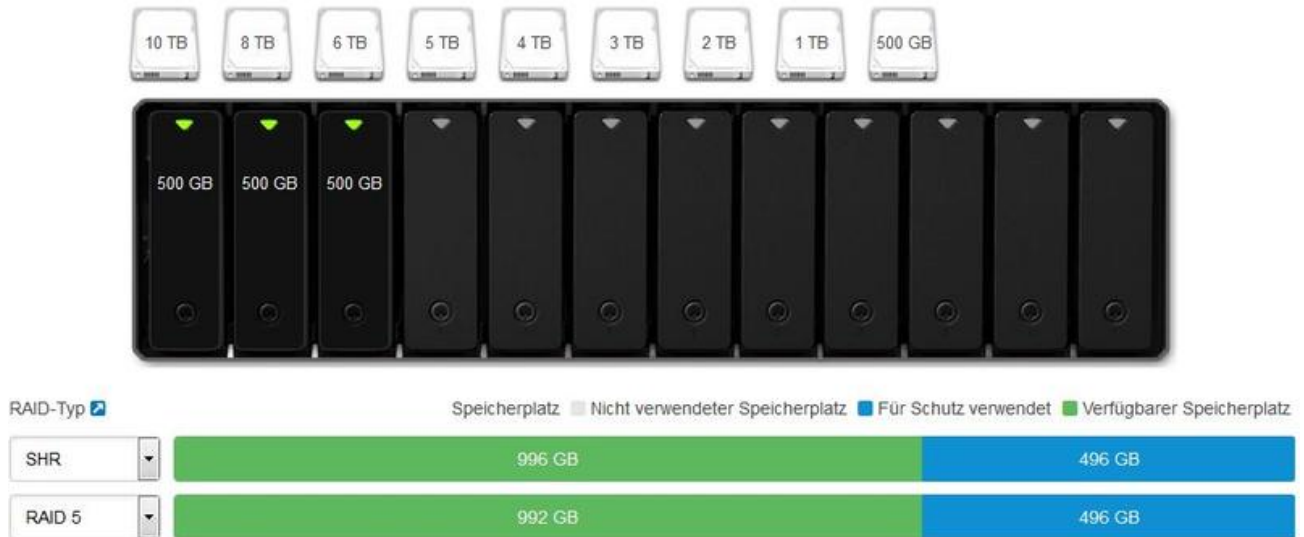 10 TB 8 TB 6 TB 5 TB 4 TB 3 TB 2 TB 1 TB 500 GB
500 GB 500 GB 500 GB
RAID-Typ Speicherplatz Nicht verwendeter Speicherplatz Für Schutz verwendet Verfügbarer Speicherplatz
SHR 996 GB 496 GB
RAID 5 992 GB 496 GB